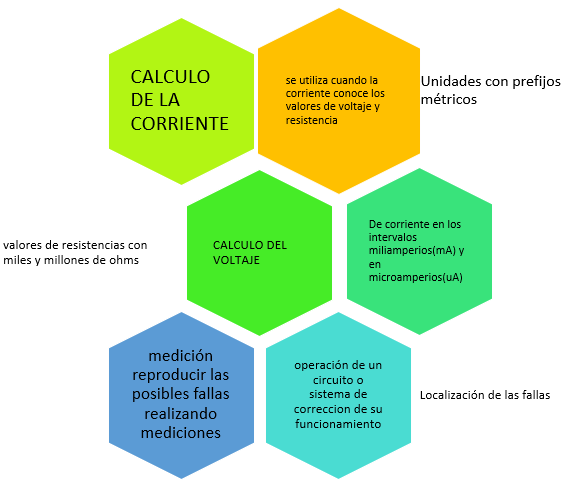 CALCULO
DE LA
CORRIENTE
se utiliza cuando la
corriente conoce los
valores de voltaje y
resistencia
Unidades con prefijos
métricos
valores de resistencias con
miles y millones de ohms
CALCULO DEL
VOLTAJE
De corriente en los
intervalos
miliamperios(mA) y
en
microamperios(uA)
medición
reproducir las
posibles fallas
realizando
mediciones
operación de un
circuito o
sistema de
correccion de su
funcionamiento
Localización de las fallas